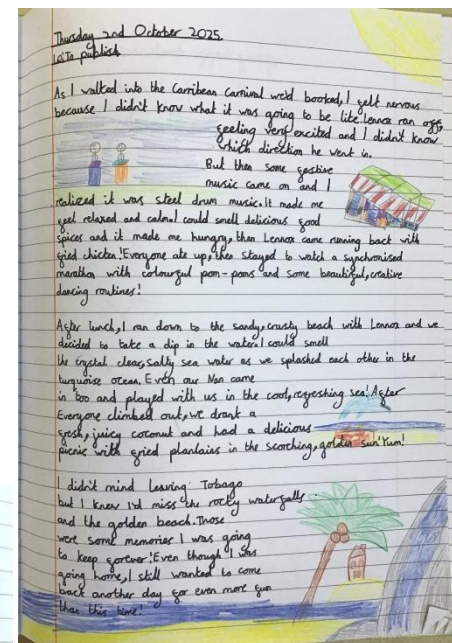 Thursday 2nd October 2025.
LO:To publish
As I walked into the Carribean Carnival we'd booked, I felt nervous
because I didn't know what it was going to be like. Lennox ran off,
feeling very excited and I didn't know
which direction he went in.
But then some festive
music came on and I
realized it was steel drum music. It made me
feel relaxed and calm. I could smell delicious food
spices and it made me hungry, then Lennox came running back with
fried chicken! Everyone ate up, then stayed to watch a synchronised
marathon with colourful pom-poms and some beautiful, creative
dancing routines!
After lunch, I ran down to the sandy, crusty beach with Lennox and we
decided to take a dip in the water. I could smell
the crystal clear, salty sea water as we splashed each other in the
turquoise ocean. Even our Nan came
in too and played with us in the cool, refreshing sea! After
Everyone climbed out, we drank a
fresh, juicy coconut and had a delicious
picnic with fried plantains in the scorching, golden sun! Yum!
I didn't mind leaving Tobago
but I knew I'd miss the rocky waterfalls
and the golden beach. Those
were some memories I was going
to keep forever! Even though I was
going home, I still wanted to come
back another day for even more fun
than this time!